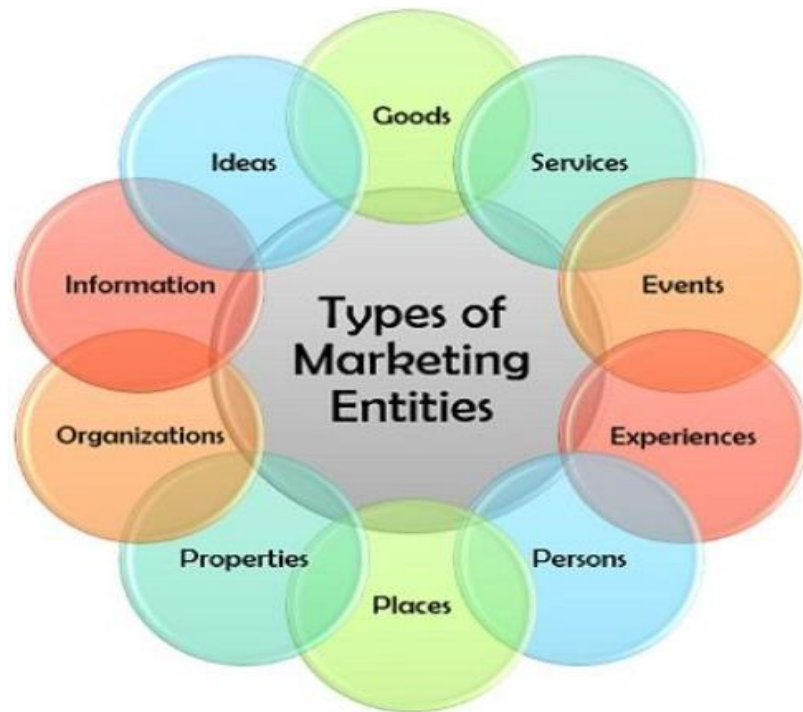 Types of
Marketing
Entities
Goods
Services
Events
Experiences
Persons
Places
Properties
Organizations
Information
Ideas